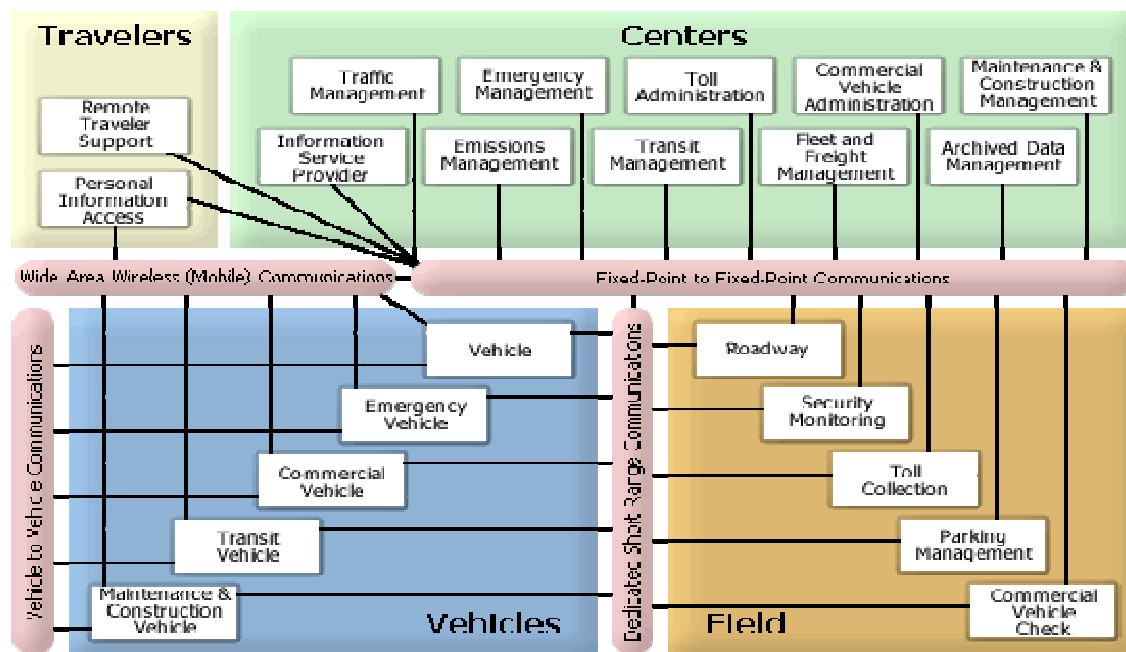 Travelers
Remote
Traveler
Support
Personal
Information
Access
Centers
Traffic
Management
Emergency
Management
Toll
Administration
Commercial
Vehicle
Administration
Maintenance &
Construction
Management
Information
Service
Provider
Emissions
Management
Transit
Management
Fleet and
Freight
Management
Archived Data
Management
Wide Area Wireless (Mobile) Communications
Fixed-Point to Fixed-Point Communications
Vehicle to Vehicle Communications
Vehicle
Emergency
Vehicle
Commercial
Vehicle
Transit
Vehicle
Maintenance &
Construction
Vehicle
Vehicles
Dedicated Short Range Communications
Roadway
Security
Monitoring
Toll
Collection
Parking
Management
Commercial
Vehicle
Check
Field